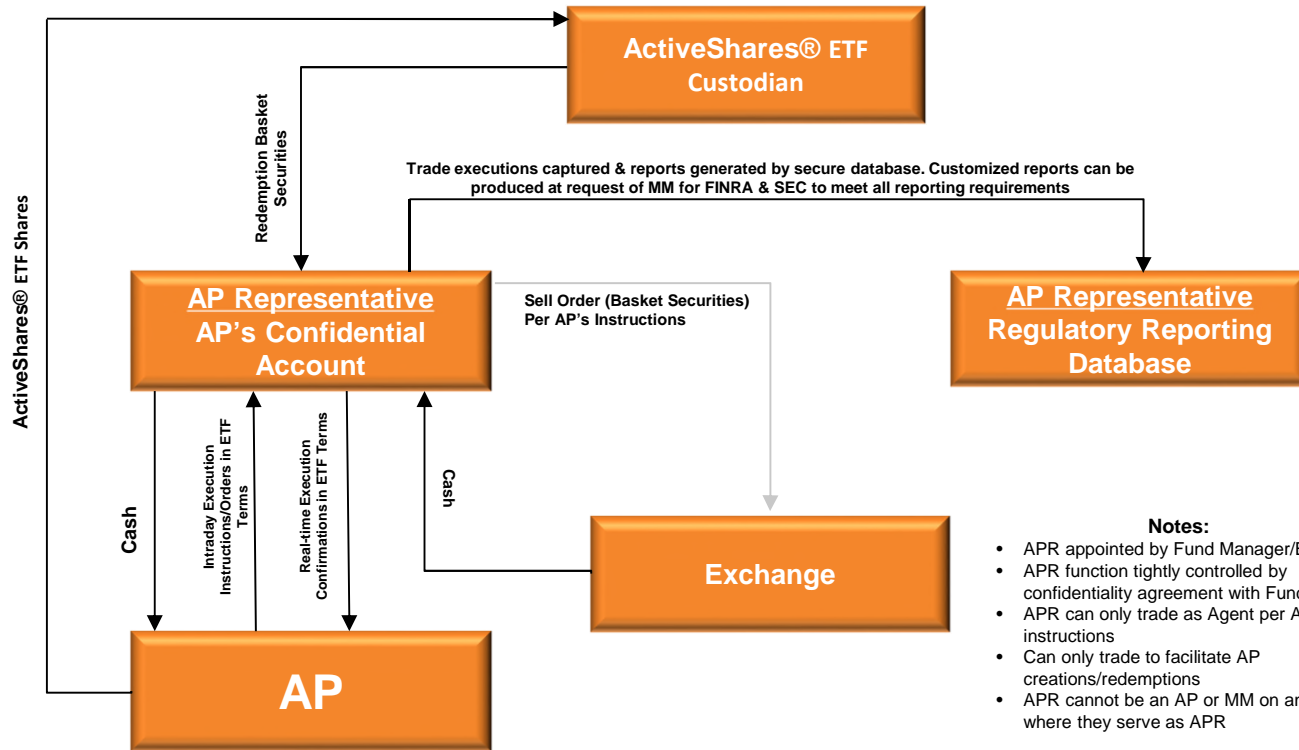 ActiveShares® ETF
Custodian
Redemption Basket
Securities
Trade executions captured & reports generated by secure database. Customized reports can be
produced at request of MM for FINRA & SEC to meet all reporting requirements
ActiveShares® ETF Shares
AP Representative
AP’s Confidential
Account
Sell Order (Basket Securities)
Per AP’s Instructions
AP Representative
Regulatory Reporting
Database
Cash
Intraday Execution
Instructions/Orders in ETF
Terms
Real-time Execution
Confirmations in ETF Terms
Cash
Exchange
AP
Notes:
• APR appointed by Fund
• APR function tightly controlled by
confidentiality agreement with
• APR can only trade as Agent per
instructions
• Can only trade to facilitate AP
creations/redemptions
• APR cannot be an AP or MM on
where they serve as APR